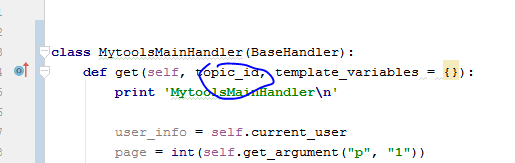 class MytoolsMainHandler(BaseHandler):
def get(self, topic_id, template_variables = {}):
print 'MytoolsMainHandler\n'
user_info = self.current_user
page = int(self.get_argument("p", "1"))